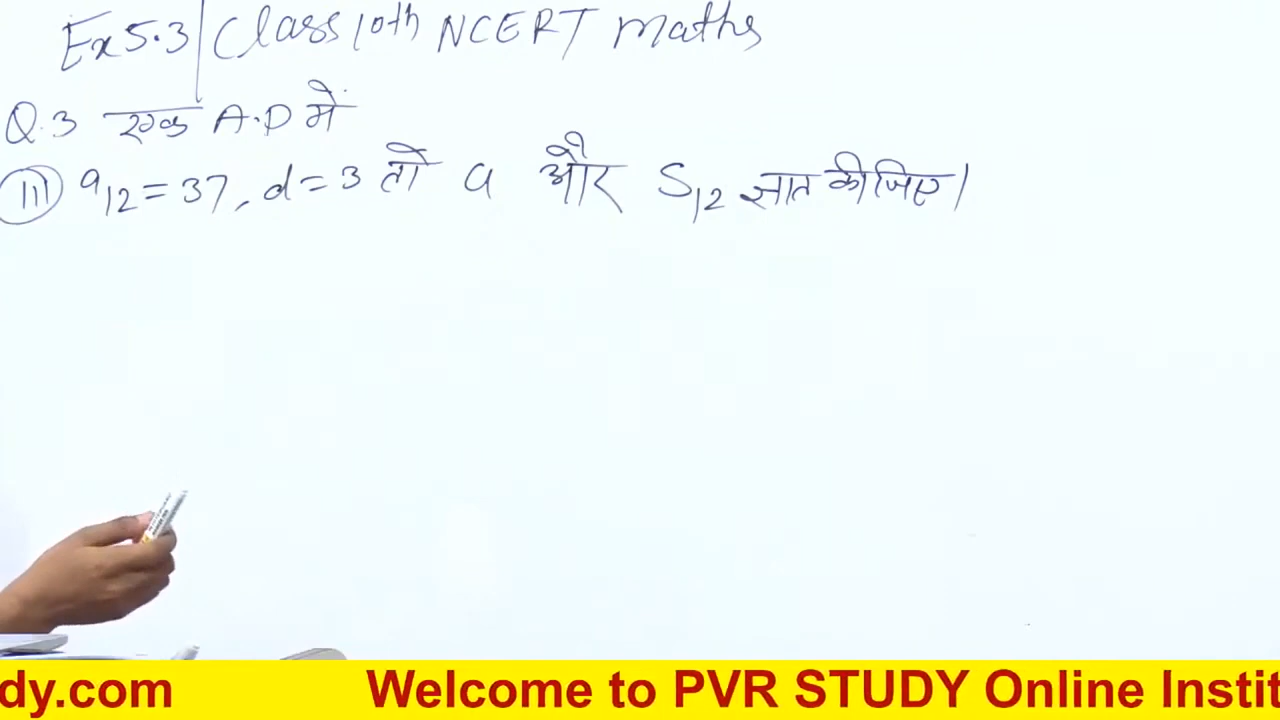 Ex 5.3 | Class 10th NCERT Maths
Q.3 एक A.P में
(III) a12 = 37, d = 3 तो a और S12 ज्ञात कीजिए।
dy.com Welcome to PVR STUDY Online Instit